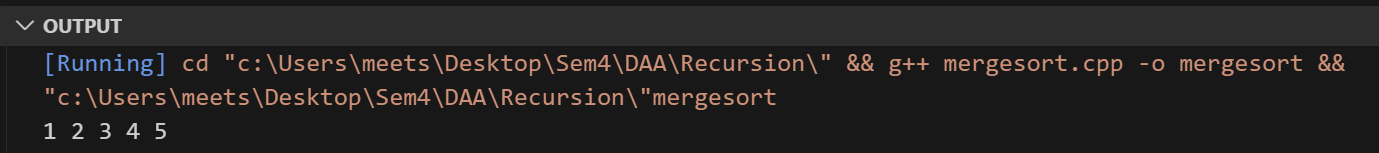 OUTPUT
[Running] cd "c:\Users\meets\Desktop\Sem4\DAA\Recursion\" && g++ mergesort.cpp -o mergesort &&
"c:\Users\meets\Desktop\Sem4\DAA\Recursion\"mergesort
1 2 3 4 5